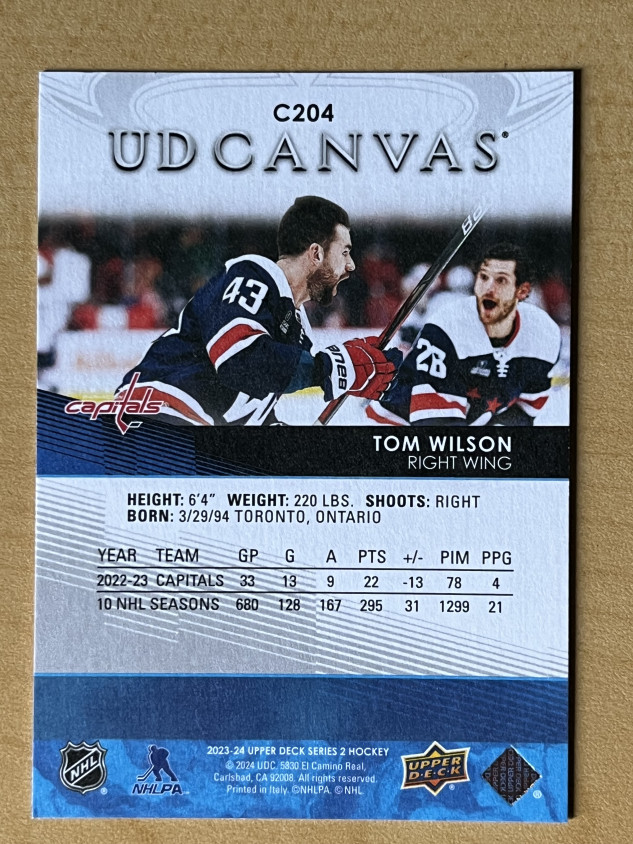 C204
UD CANVAS®
43
28
BAUER
capitals
TOM WILSON
RIGHT WING
HEIGHT: 6'4" WEIGHT: 220 LBS. SHOOTS: RIGHT
BORN: 3/29/94 TORONTO, ONTARIO
YEAR TEAM GP G A PTS +/- PIM PPG
2022-23 CAPITALS 33 13 9 22 -13 78 4
10 NHL SEASONS 680 128 167 295 31 1299 21
2023-24 UPPER DECK SERIES 2 HOCKEY
© 2024 UDC. 5830 El Camino Real,
Carlsbad, CA 92008. All rights reserved.
Printed in Italy. ©NHLPA. ©NHL
NHL
NHLPA
UPPER
D•E•C•K
®